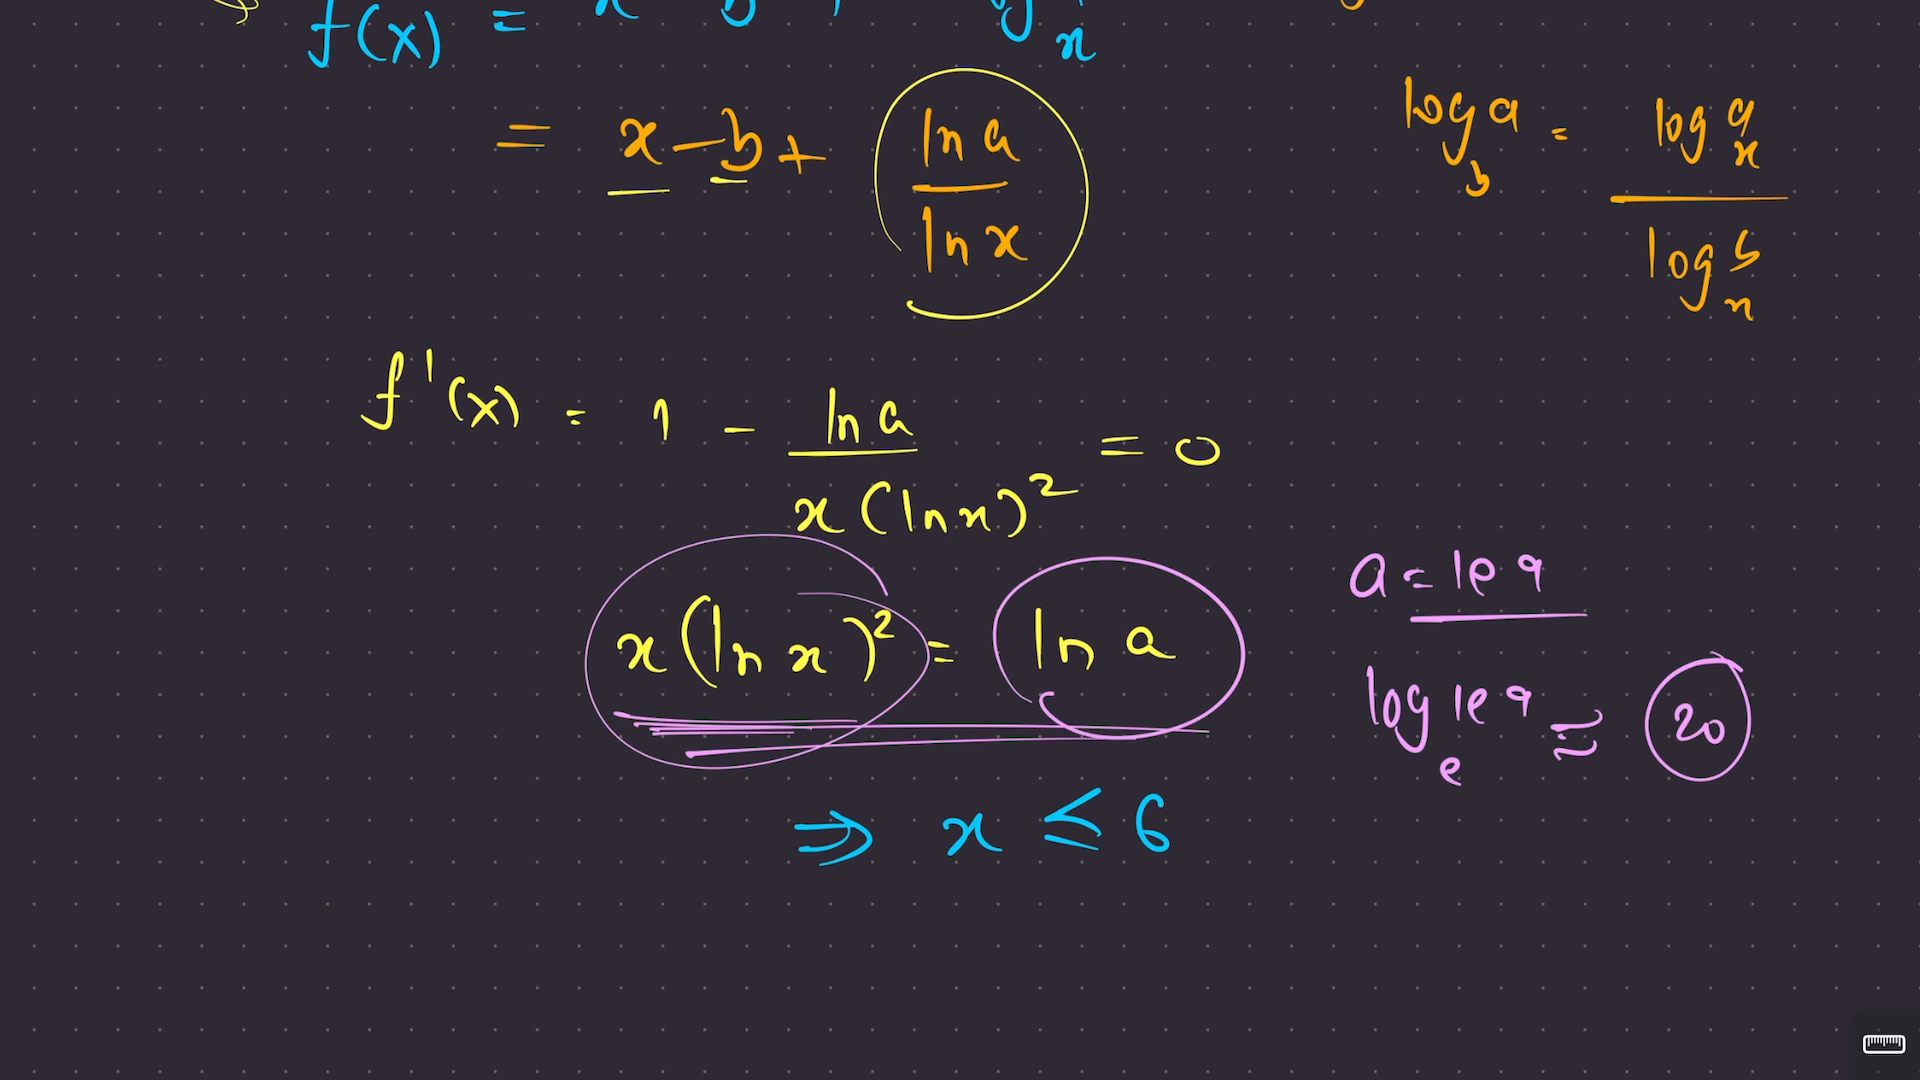 f(x) =
= x - b + ln a / ln x
log_b a = log_x a / log_x b
f'(x) = 1 - ln a / x (ln x)^2 = 0
x (ln x)^2 = ln a
a = 1e9
log_e 1e9 ≈ 20
⇒ x ≤ 6